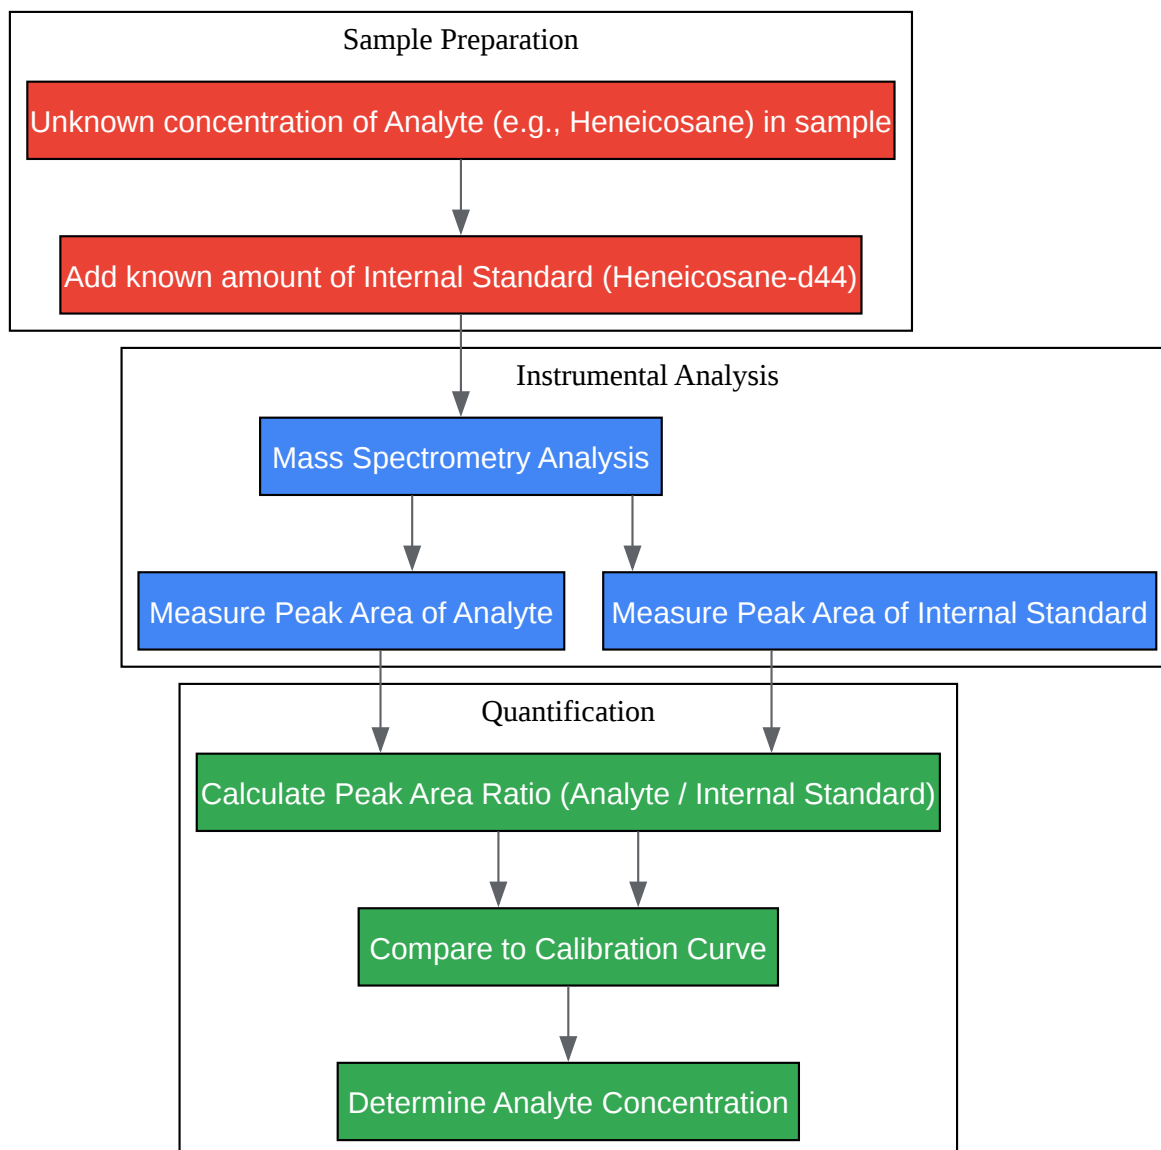 Sample Preparation
Unknown concentration of Analyte (e.g., Heneicosane) in sample
Add known amount of Internal Standard (Heneicosane-d44)
Instrumental Analysis
Mass Spectrometry Analysis
Measure Peak Area of Analyte
Measure Peak Area of Internal Standard
Quantification
Calculate Peak Area Ratio (Analyte / Internal Standard)
Compare to Calibration Curve
Determine Analyte Concentration